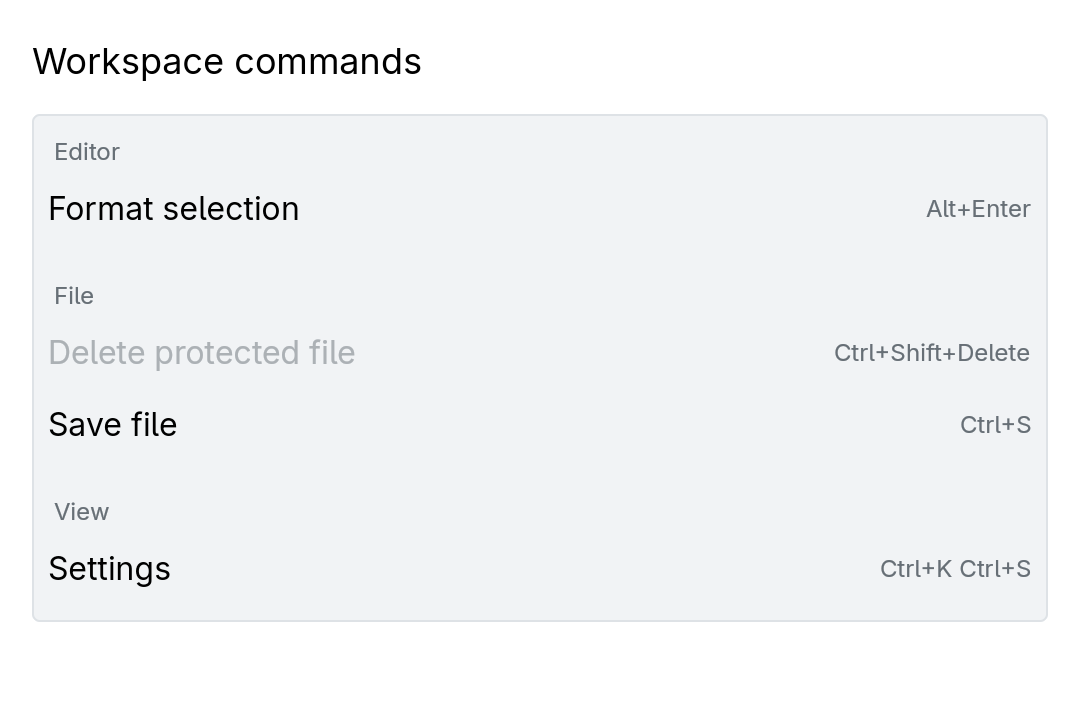 Workspace commands
Editor
Format selection Alt+Enter
File
Delete protected file Ctrl+Shift+Delete
Save file Ctrl+S
View
Settings Ctrl+K Ctrl+S